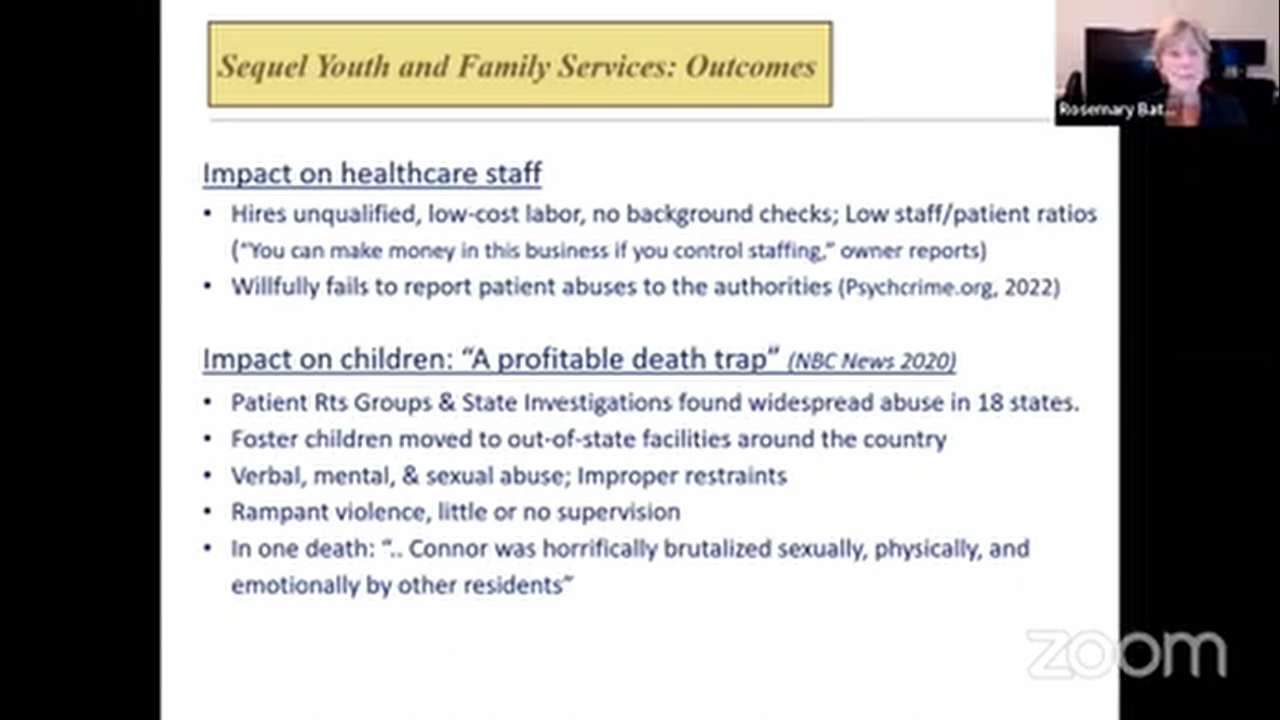 Sequel Youth and Family Services: Outcomes
Rosemary Bat...
Impact on healthcare staff
• Hires unqualified, low-cost labor, no background checks; Low staff/patient ratios
("You can make money in this business if you control staffing," owner reports)
• Willfully fails to report patient abuses to the authorities (Psychcrime.org, 2022)
Impact on children: "A profitable death trap" (NBC News 2020)
• Patient Rts Groups & State Investigations found widespread abuse in 18 states.
• Foster children moved to out-of-state facilities around the country
• Verbal, mental, & sexual abuse; Improper restraints
• Rampant violence, little or no supervision
• In one death: ".. Connor was horrifically brutalized sexually, physically, and
emotionally by other residents"
zoom